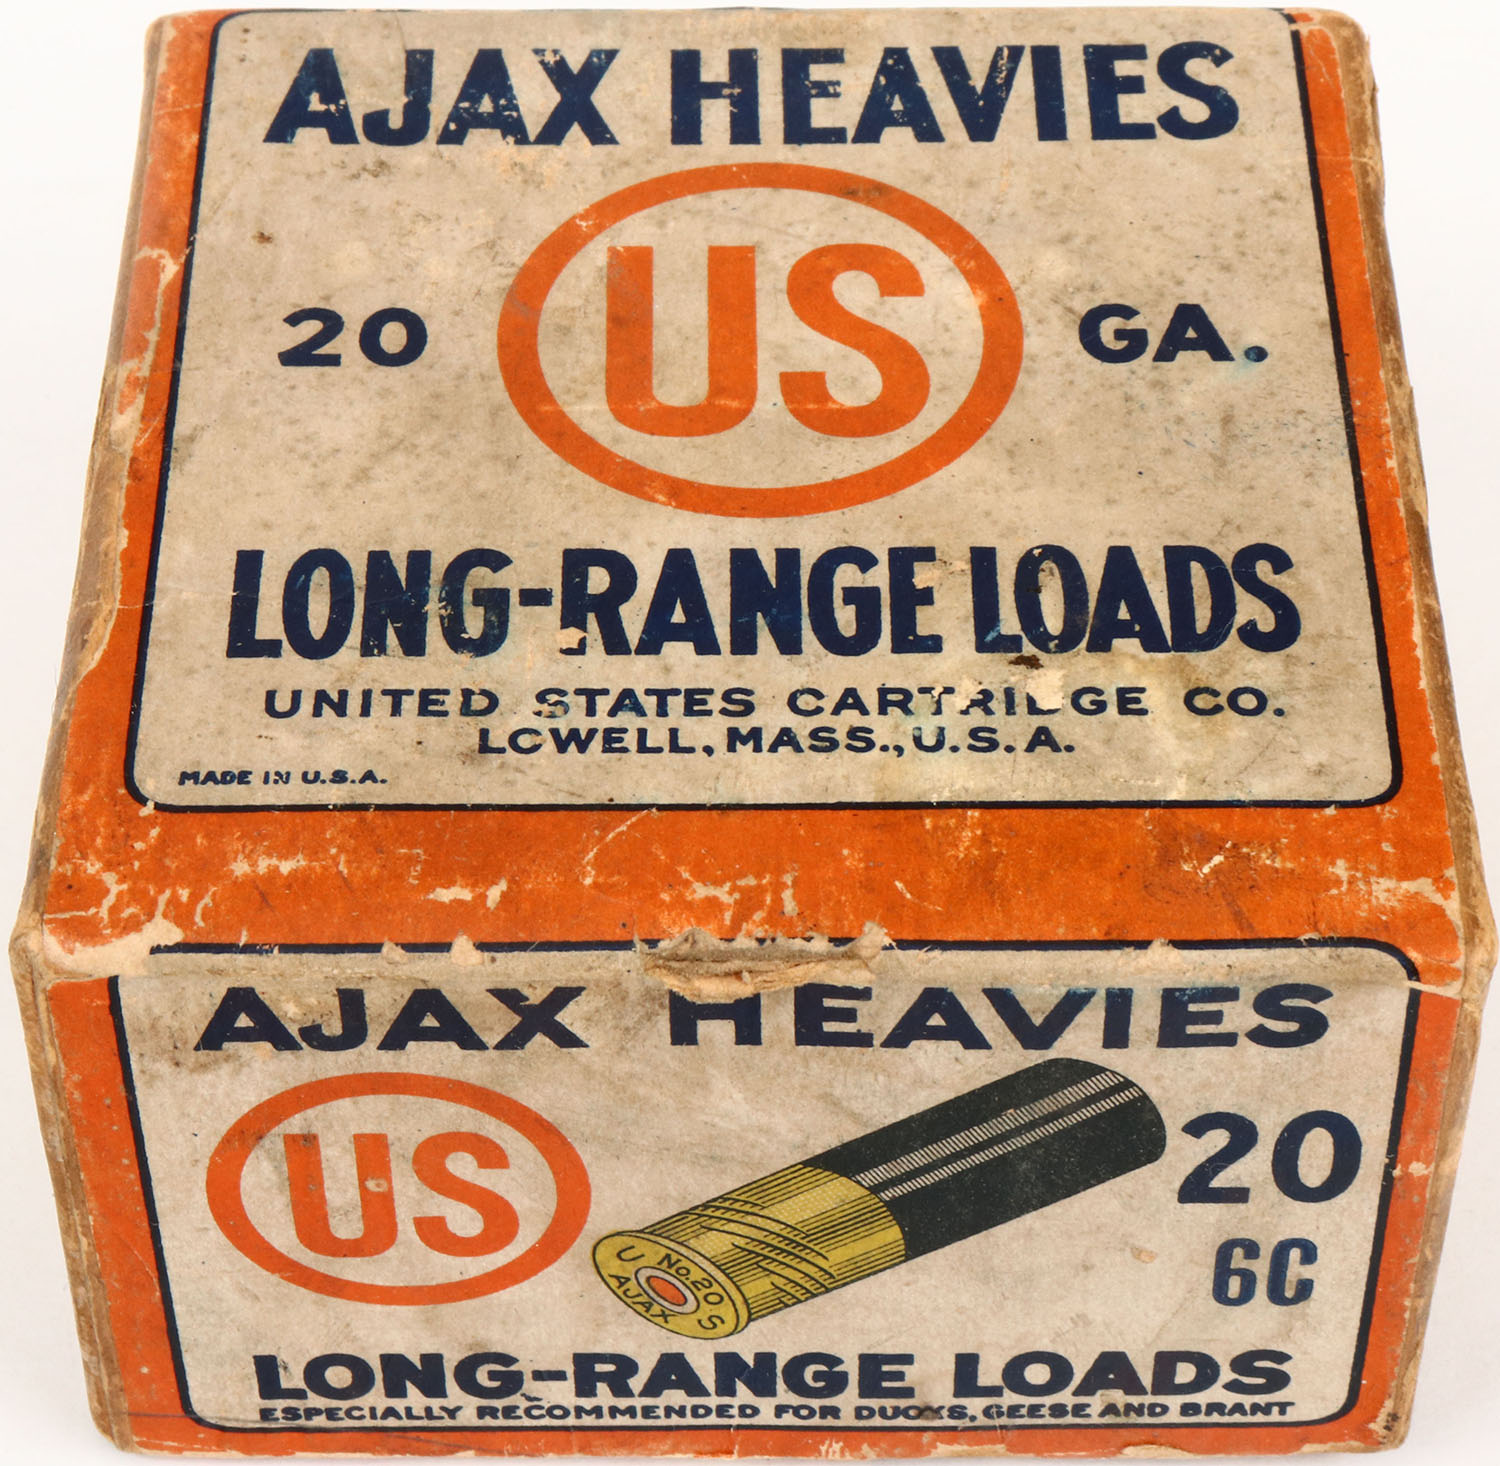 AJAX HEAVIES
20 US GA.
LONG-RANGE LOADS
UNITED STATES CARTRIDGE CO.
LOWELL, MASS., U.S.A.
MADE IN U.S.A.
AJAX HEAVIES
US
20
6C
U No. 20 S
AJAX
LONG-RANGE LOADS
ESPECIALLY RECOMMENDED FOR DUCKS, GEESE AND BRANT